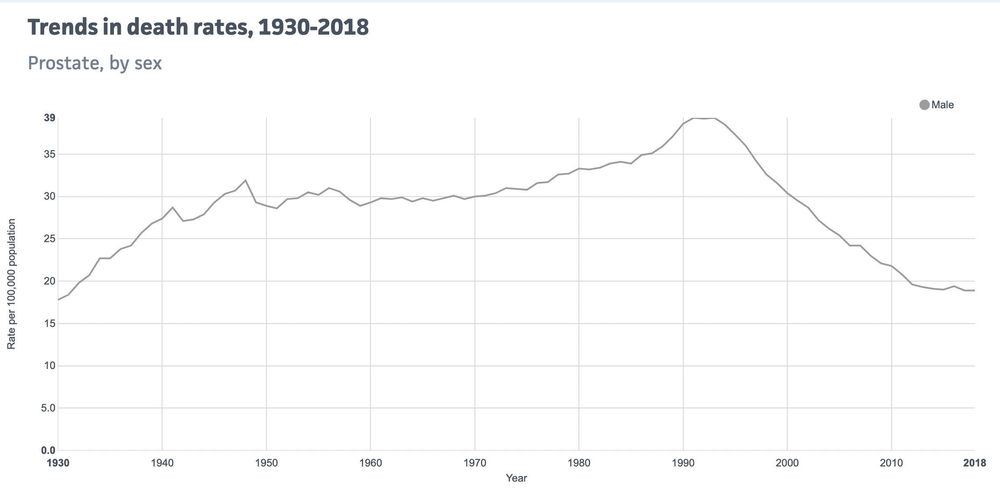 Trends in death rates, 1930-2018
Prostate, by sex
Male
39
35
30
25
20
15
10
5.0
0.0
Rate per 100,000 population
1930 1940 1950 1960 1970 1980 1990 2000 2010 2018
Year